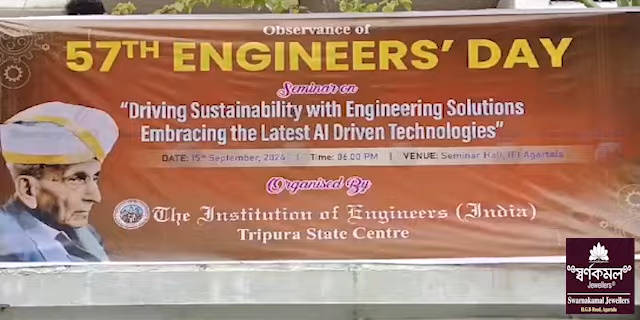 Observance of
57TH ENGINEERS' DAY
Seminar on
"Driving Sustainability with Engineering Solutions
Embracing the Latest AI Driven Technologies"
DATE: 15th September, 2024 | Time: 06.00 PM | VENUE: Seminar Hall, IEI Agartala
Organised By
The Institution of Engineers (India)
Tripura State Centre
স্বর্ণকমল
Jewellers
Swarnakamal Jewellers
H.G.B Road, Agartala